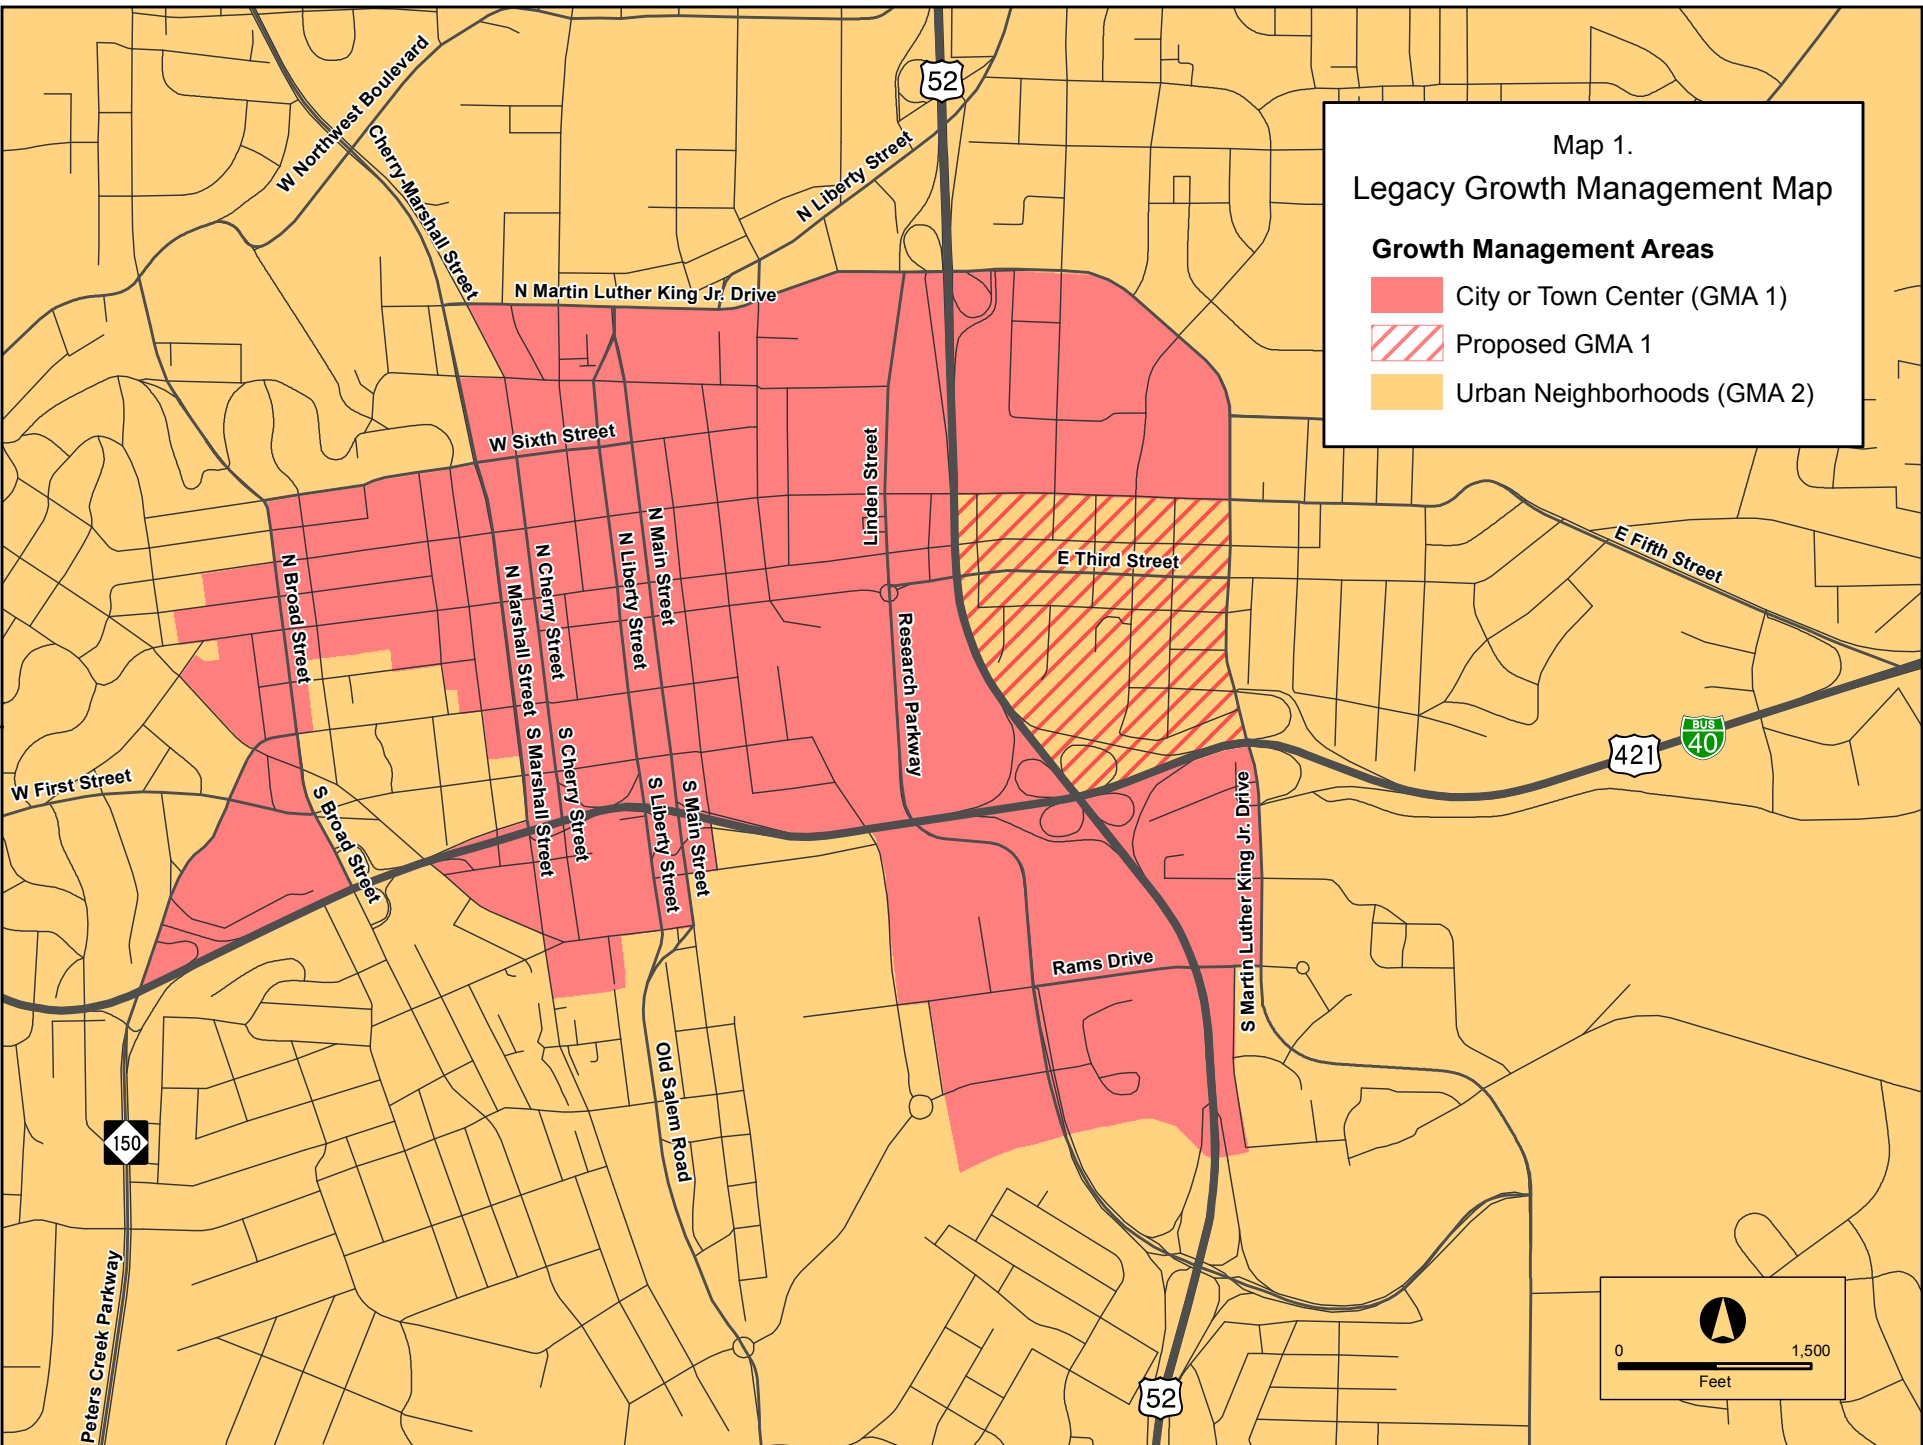 52
W Northwest Boulevard
Cherry-Marshall Street
N Liberty Street
Map 1.
Legacy Growth Management Map
Growth Management Areas
City or Town Center (GMA 1)
Proposed GMA 1
Urban Neighborhoods (GMA 2)
N Martin Luther King Jr. Drive
W Sixth Street
Linden Street
N Main Street
N Liberty Street
N Cherry Street
N Marshall Street
N Broad Street
E Third Street
E Fifth Street
Research Parkway
S Marshall Street
S Cherry Street
S Liberty Street
S Main Street
W First Street
S Broad Street
421
BUS
40
S Martin Luther King Jr. Drive
Rams Drive
Old Salem Road
150
Peters Creek Parkway
52
0
1,500
Feet